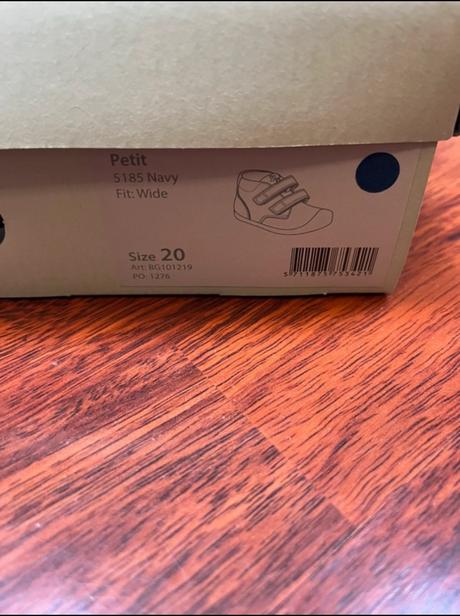 Petit
5185 Navy
Fit: Wide
Size 20
Art: BG101219
PO: 1276